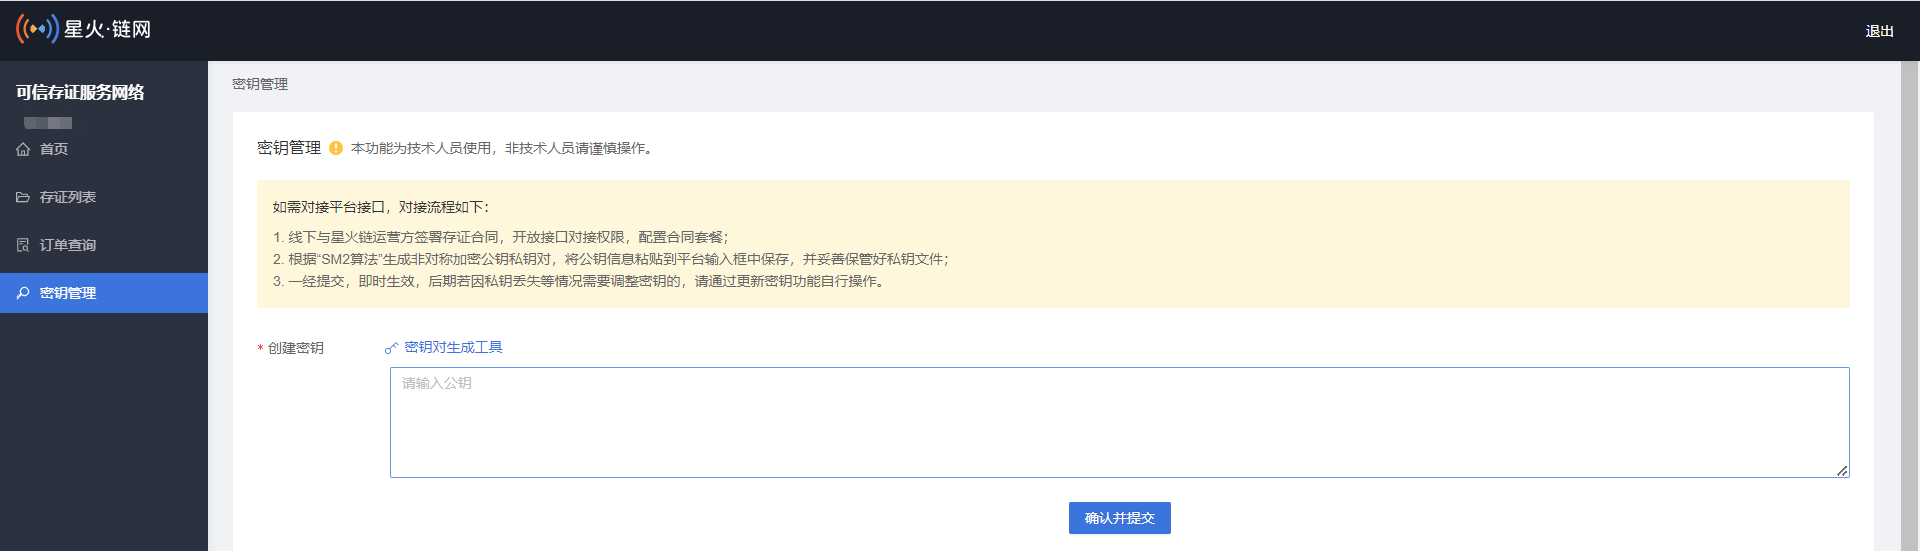 星火·链网
退出
可信存证服务网络
首页
存证列表
订单查询
密钥管理
密钥管理
密钥管理 本功能为技术人员使用，非技术人员请谨慎操作。
如需对接平台接口，对接流程如下：
1. 线下与星火链运营方签署存证合同，开放接口对接权限，配置合同套餐；
2. 根据“SM2算法”生成非对称加密公钥私钥对，将公钥信息粘贴到平台输入框中保存，并妥善保管好私钥文件；
3. 一经提交，即时生效，后期若因私钥丢失等情况需要调整密钥的，请通过更新密钥功能自行操作。
* 创建密钥
密钥对生成工具
请输入公钥
确认并提交